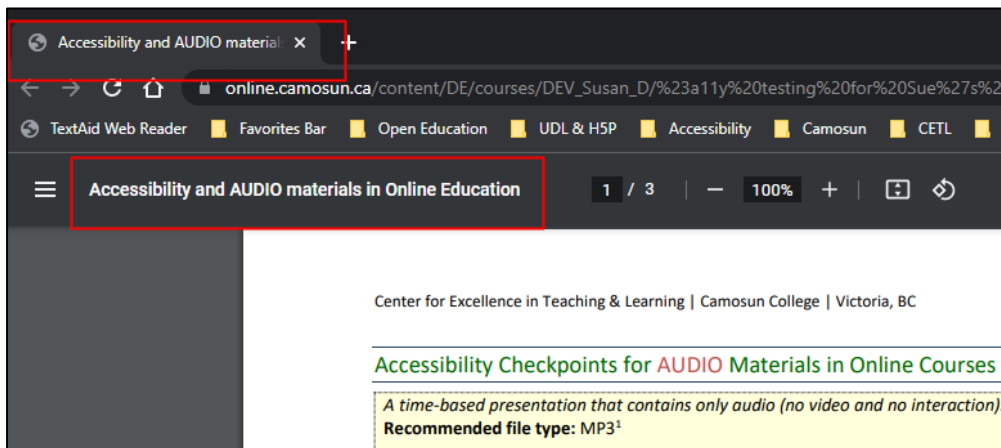 Accessibility and AUDIO material
online.camosun.ca/content/DE/courses/DEV_Susan_D/%23a11y%20testing%20for%20Sue%27s%2
TextAid Web Reader Favorites Bar Open Education UDL & H5P Accessibility Camosun CETL
Accessibility and AUDIO materials in Online Education 1 / 3 100%
Center for Excellence in Teaching & Learning | Camosun College | Victoria, BC
Accessibility Checkpoints for AUDIO Materials in Online Courses
A time-based presentation that contains only audio (no video and no interaction).
Recommended file type: MP3¹